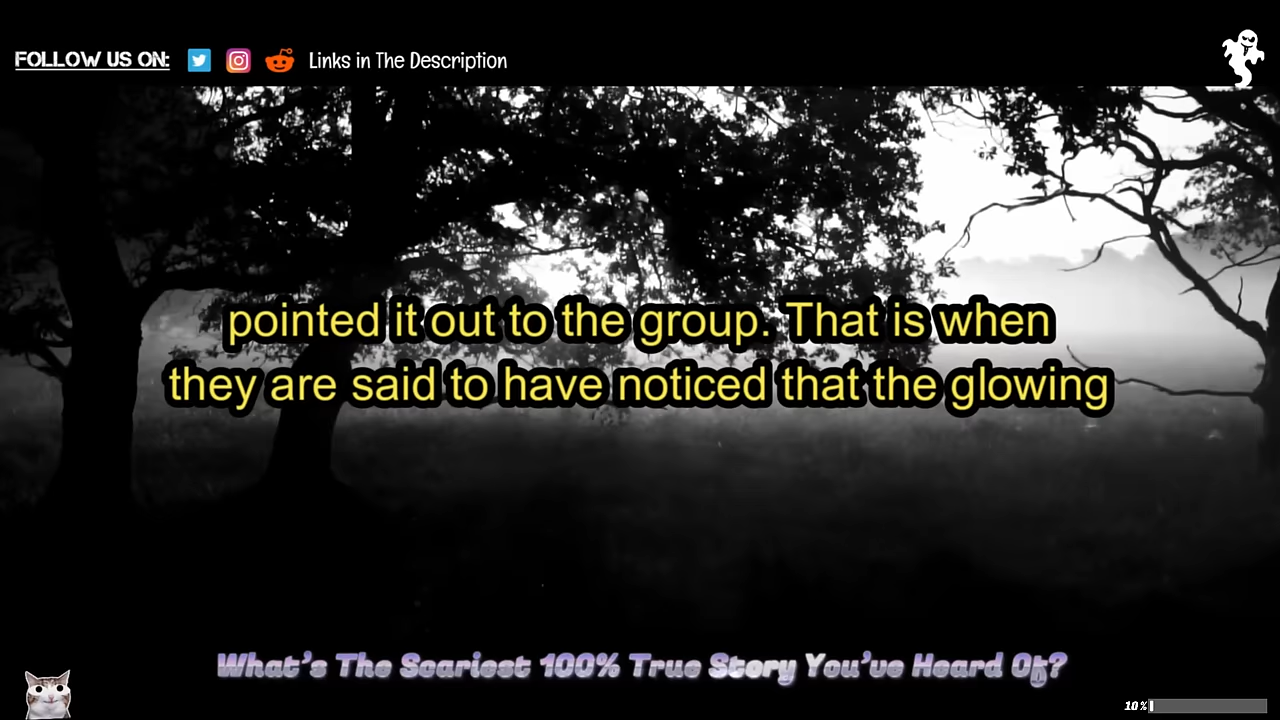 FOLLOW US ON: Links in The Description
pointed it out to the group. That is when
they are said to have noticed that the glowing
What's The Scariest 100% True Story You've Heard Of?
10%